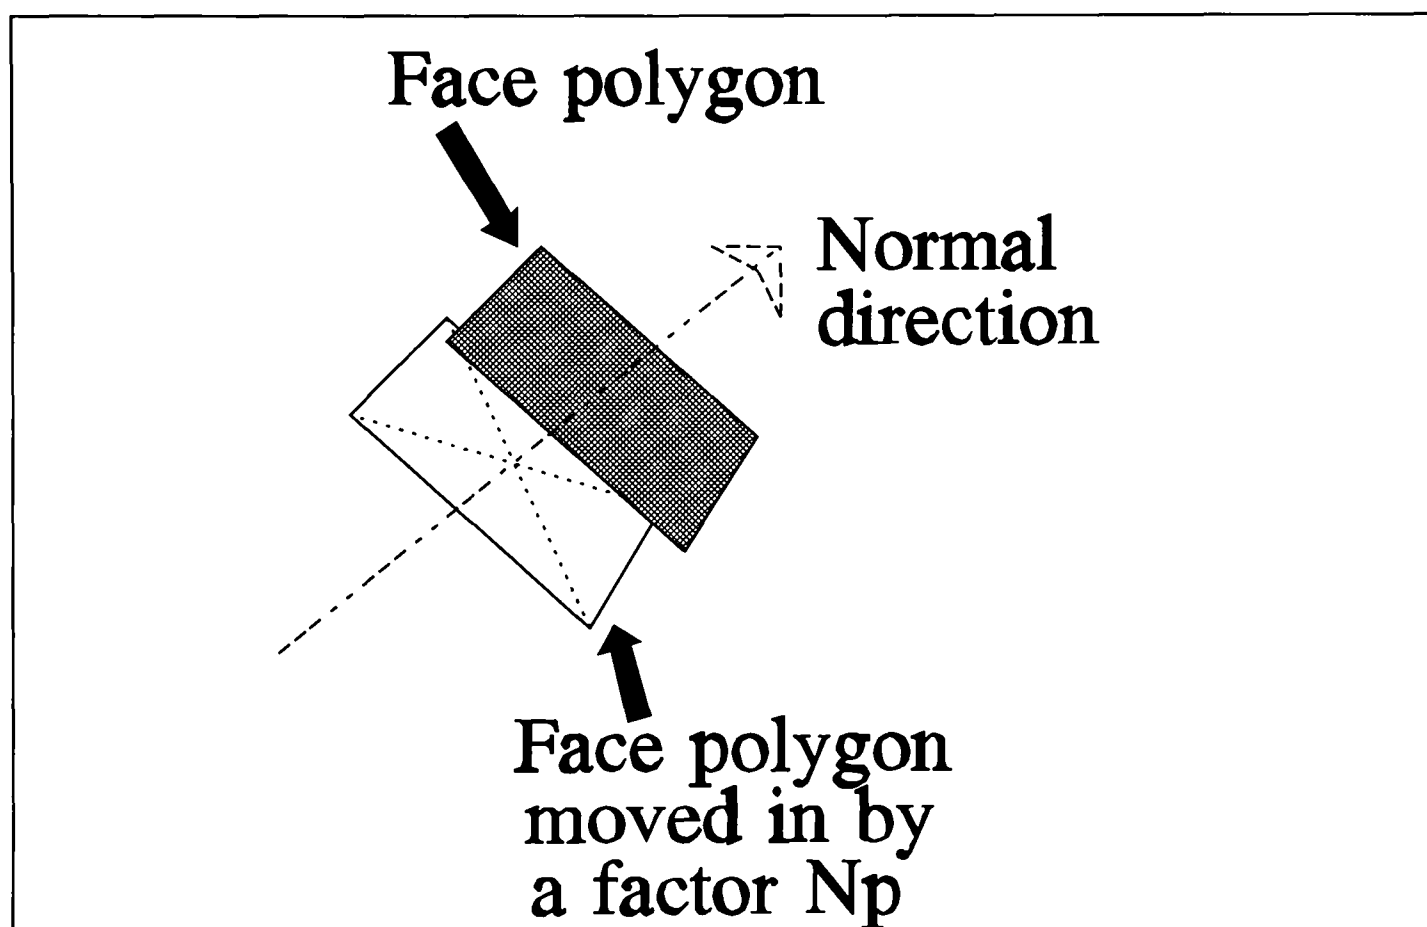 Face polygon
Normal
direction
Face polygon
moved in by
a factor Np